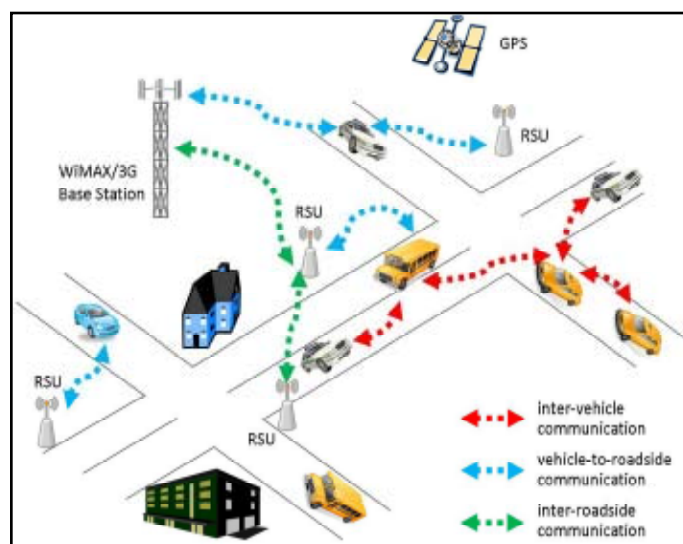 GPS
RSU
WiMAX/3G
Base Station
RSU
RSU
RSU
inter-vehicle
communication
vehicle-to-roadside
communication
inter-roadside
communication